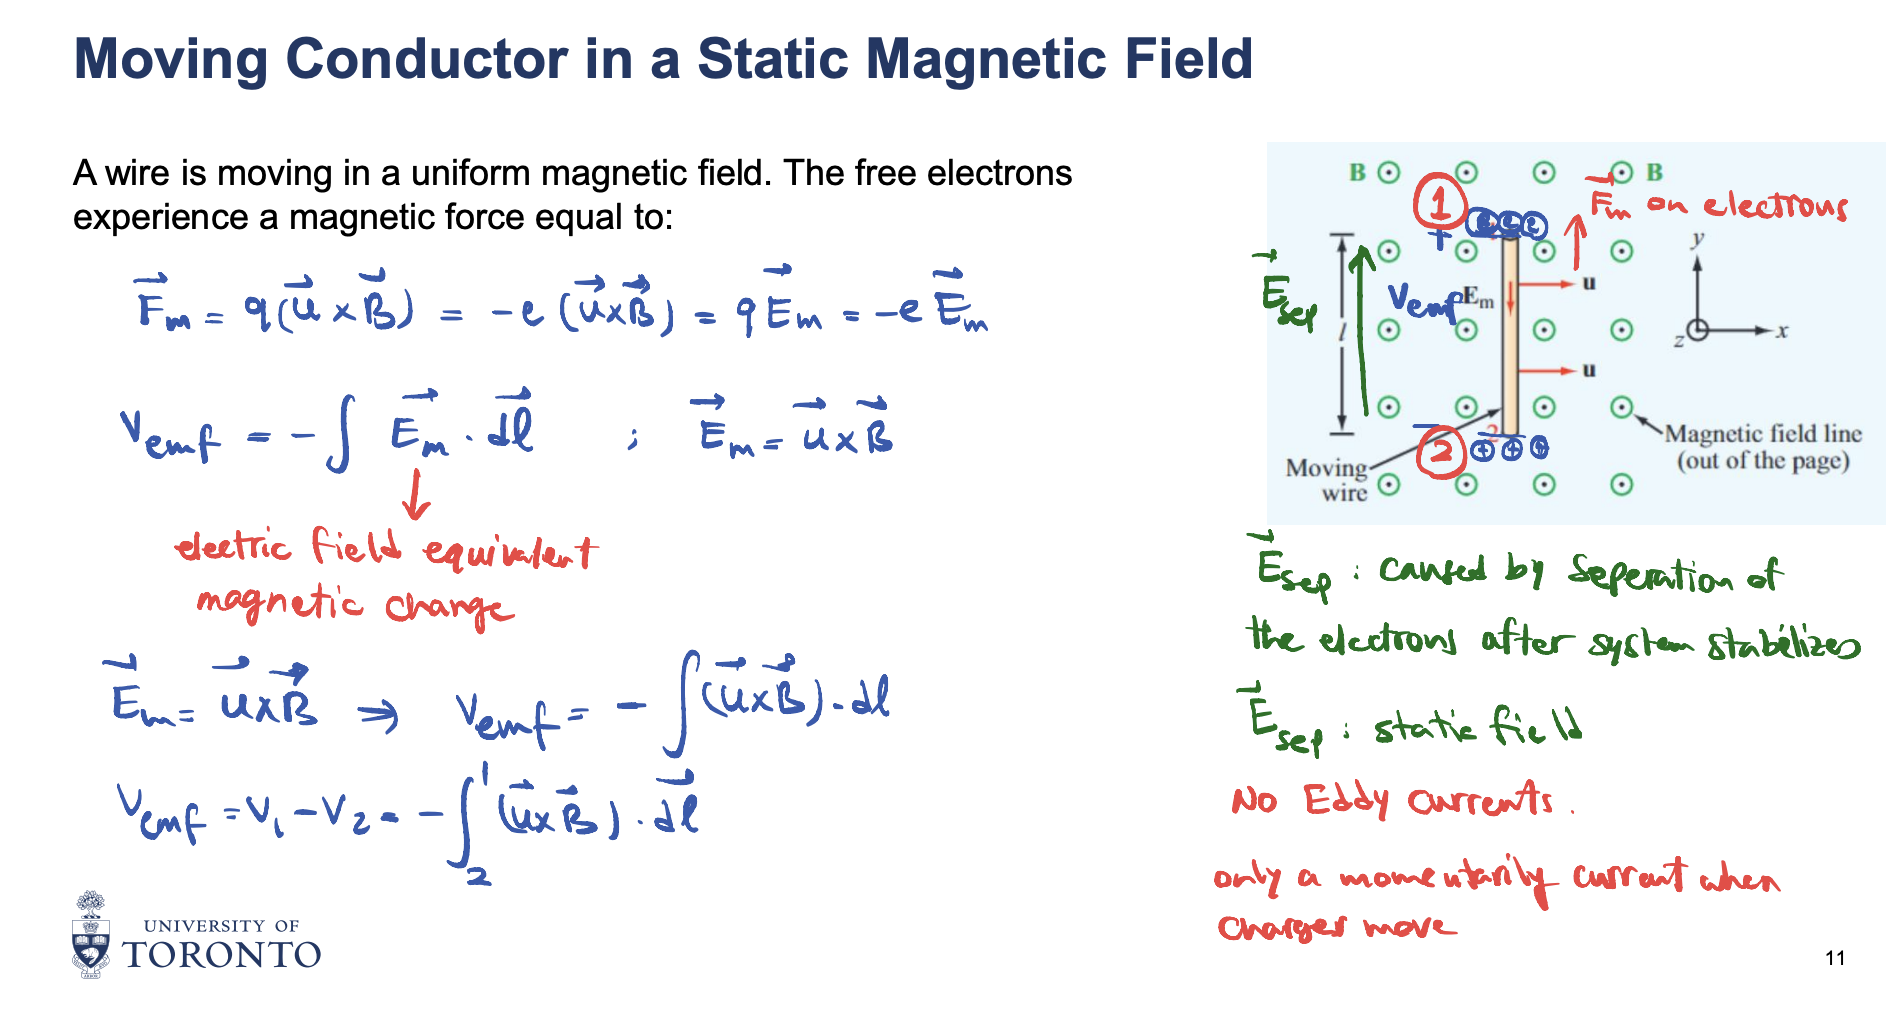 Moving Conductor in a Static Magnetic Field
A wire is moving in a uniform magnetic field. The free electrons
experience a magnetic force equal to:
F⃗m = q(u⃗ × B⃗) = -e (u⃗×B⃗) = q E⃗m = -e E⃗m
Vemf = - ∫ E⃗m · dl⃗ ; E⃗m = u⃗ × B⃗
electric field equivalent
magnetic change
E⃗m = u⃗×B⃗ ⇒ Vemf = - ∫(u⃗×B⃗)·dl
Vemf = V1 - V2 = - ∫₂¹ (u⃗×B⃗)·dl⃗
UNIVERSITY OF
TORONTO
B B
1
F⃗m on electrons
+ e e e
E⃗sep
Vemf Em
u
l
u
y
x
z
- 2
2
+ + +
Moving
wire
Magnetic field line
(out of the page)
E⃗sep : caused by Seperation of
the electrons after system stabilizes
E⃗sep : static field
No Eddy currents.
only a momentarily current when
charges move
11